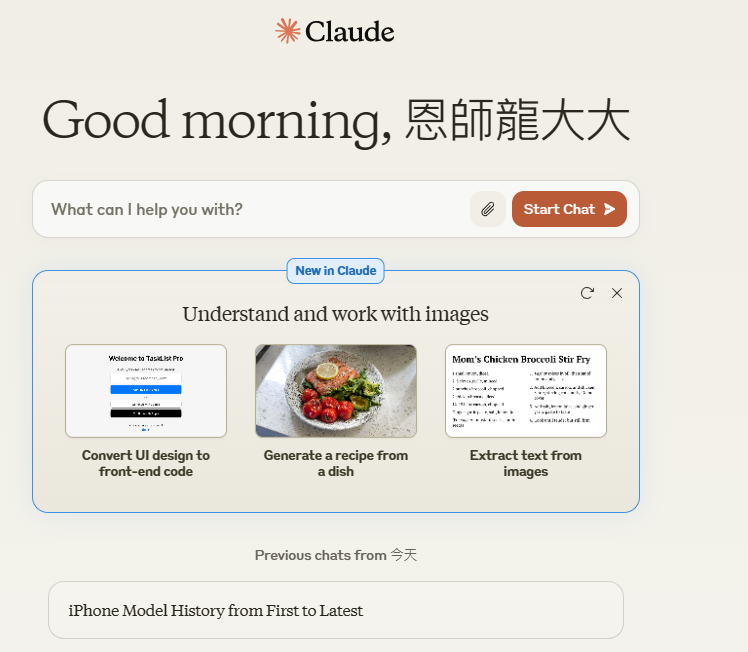 Claude
Good morning, 恩師龍大大
What can I help you with?
Start Chat
New in Claude
Understand and work with images
Welcome to TaskList Pro
Mom's Chicken Broccoli Stir Fry
Convert UI design to
front-end code
Generate a recipe from
a dish
Extract text from
images
Previous chats from 今天
iPhone Model History from First to Latest